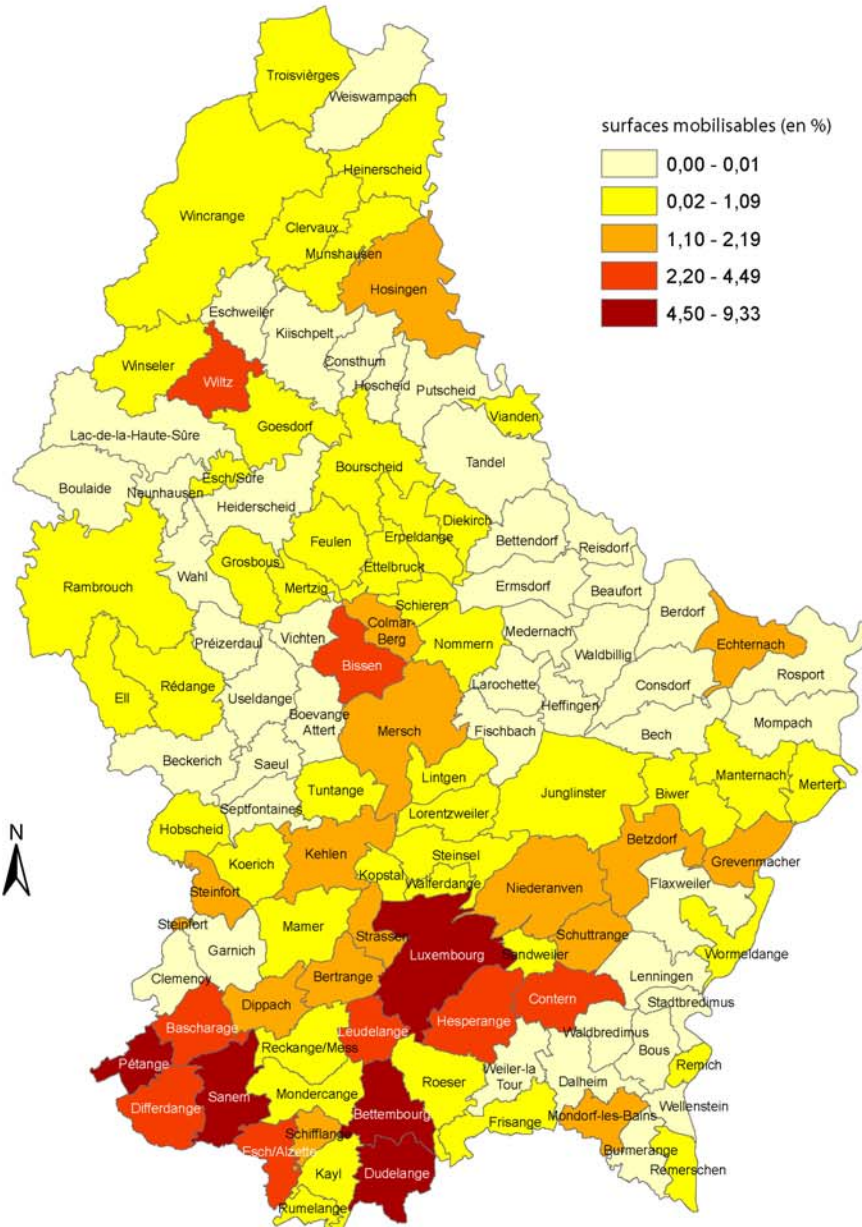 Troisvièrges
Weiswampach
surfaces mobilisables (en %)
0,00 - 0,01
0,02 - 1,09
1,10 - 2,19
2,20 - 4,49
4,50 - 9,33
Heinerscheid
Wincrange
Clervaux
Munshausen
Hosingen
Eschweiler
Kiischpelt
Winseler
Wiltz
Consthum
Hoscheid
Putscheid
Vianden
Goesdorf
Lac-de-la-Haute-Sûre
Tandel
Bourscheid
Esch/Sûre
Boulaide
Neunhausen
Heiderscheid
Diekirch
Erpeldange
Feulen
Bettendorf
Reisdorf
Grosbous
Ettelbruck
Rambrouch
Wahl
Mertzig
Ermsdorf
Beaufort
Schieren
Berdorf
Colmar-
Berg
Préizerdaul
Vichten
Nommern
Medernach
Waldbillig
Echternach
Bissen
Rosport
Ell
Rédange
Useldange
Larochette
Consdorf
Heffingen
Boevange
Attert
Mersch
Fischbach
Bech
Mompach
Beckerich
Saeul
Lintgen
Manternach
Mertert
Tuntange
Junglinster
Biwer
Septfontaines
Lorentzweiler
Hobscheid
N
Kehlen
Steinsel
Betzdorf
Koerich
Grevenmacher
Kopstal
Walferdange
Steinfort
Niederanven
Flaxweiler
Steinfort
Mamer
Strassen
Schuttrange
Garnich
Luxembourg
Sandweiler
Wormeldange
Clemency
Bertrange
Lenningen
Dippach
Contern
Stadtbredimus
Bascharage
Leudelange
Hesperange
Waldbredimus
Reckange/Mess
Bous
Pétange
Weiler-la
Tour
Remich
Sanem
Mondercange
Roeser
Dalheim
Differdange
Bettembourg
Wellenstein
Frisange
Mondorf-les-Bains
Schifflange
Esch/Alzette
Burmerange
Kayl
Dudelange
Remerschen
Rumelange